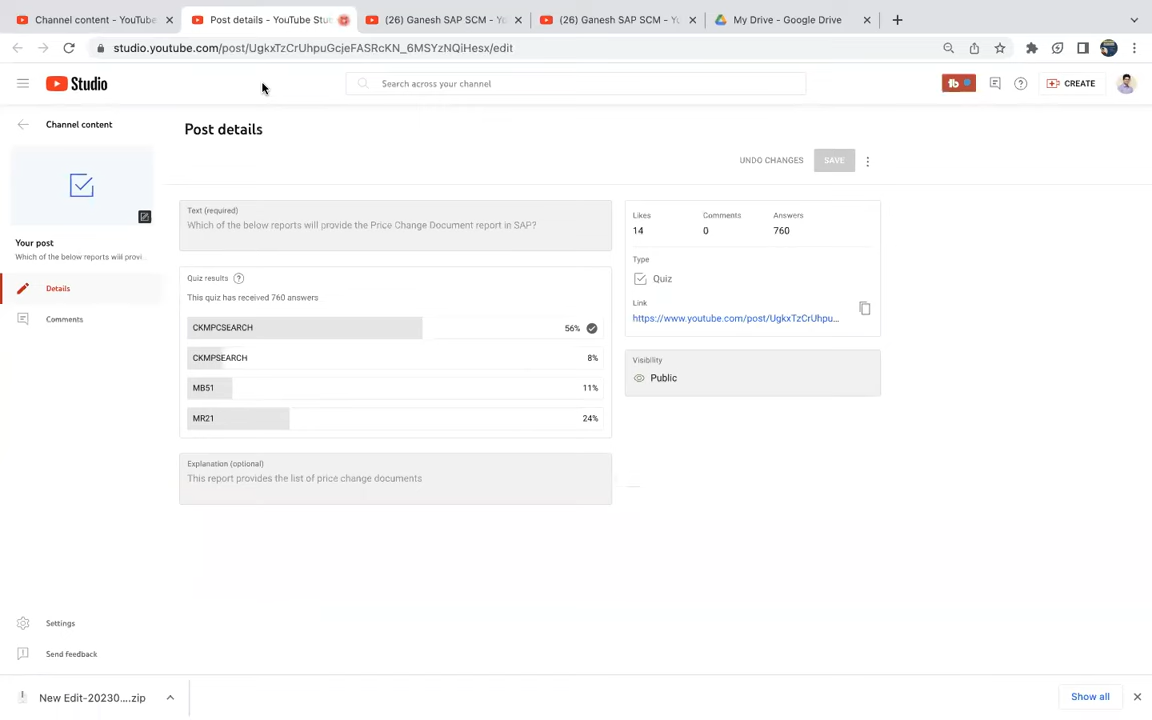 Content details - YouTube
Post details - YouTube Stu
(26) Ganesh SAP SCM - Yo
(26) Ganesh SAP SCM - Yo
My Drive - Google Drive
studio.youtube.com/post/UgkxTzCrUhpuGcjeFASRcKN_6MSYzNQiHesx/edit
Studio
Search across your channel
tb
CREATE
Channel content
Post details
UNDO CHANGES
SAVE
Your post
Which of the below reports will provi...
Details
Comments
Text (required)
Which of the below reports will provide the Price Change Document report in SAP?
Quiz results
This quiz has received 760 answers
CKMPCSEARCH 56%
CKMPSEARCH 8%
MB51 11%
MR21 24%
Explanation (optional)
This report provides the list of price change documents
Likes Comments Answers
14 0 760
Type
Quiz
Link
https://www.youtube.com/post/UgkxTzCrUhpu...
Visibility
Public
Settings
Send feedback
New Edit-20230....zip
Show all